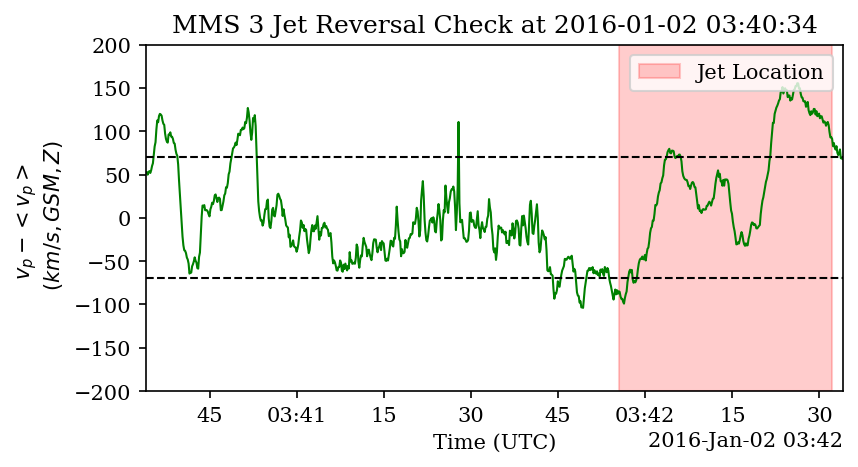 MMS 3 Jet Reversal Check at 2016-01-02 03:40:34
Jet Location
200
150
100
50
0
−50
−100
−150
−200
v_p − < v_p >
(km/s, GSM, Z)
45
03:41
15
30
45
03:42
15
30
Time (UTC)
2016-Jan-02 03:42